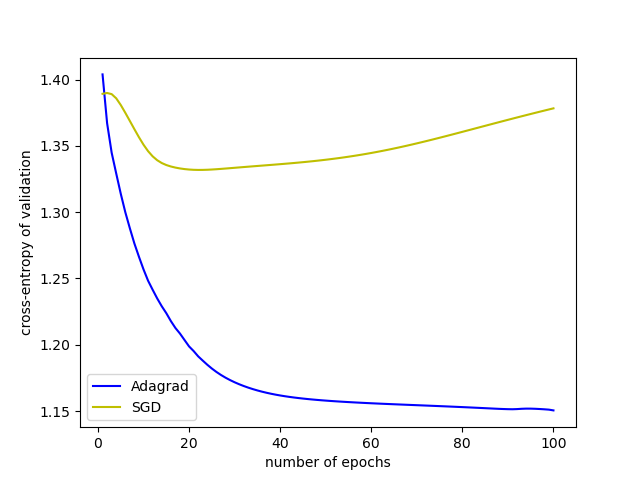 1.40
1.35
1.30
1.25
1.20
1.15
cross-entropy of validation
Adagrad
SGD
0 20 40 60 80 100
number of epochs